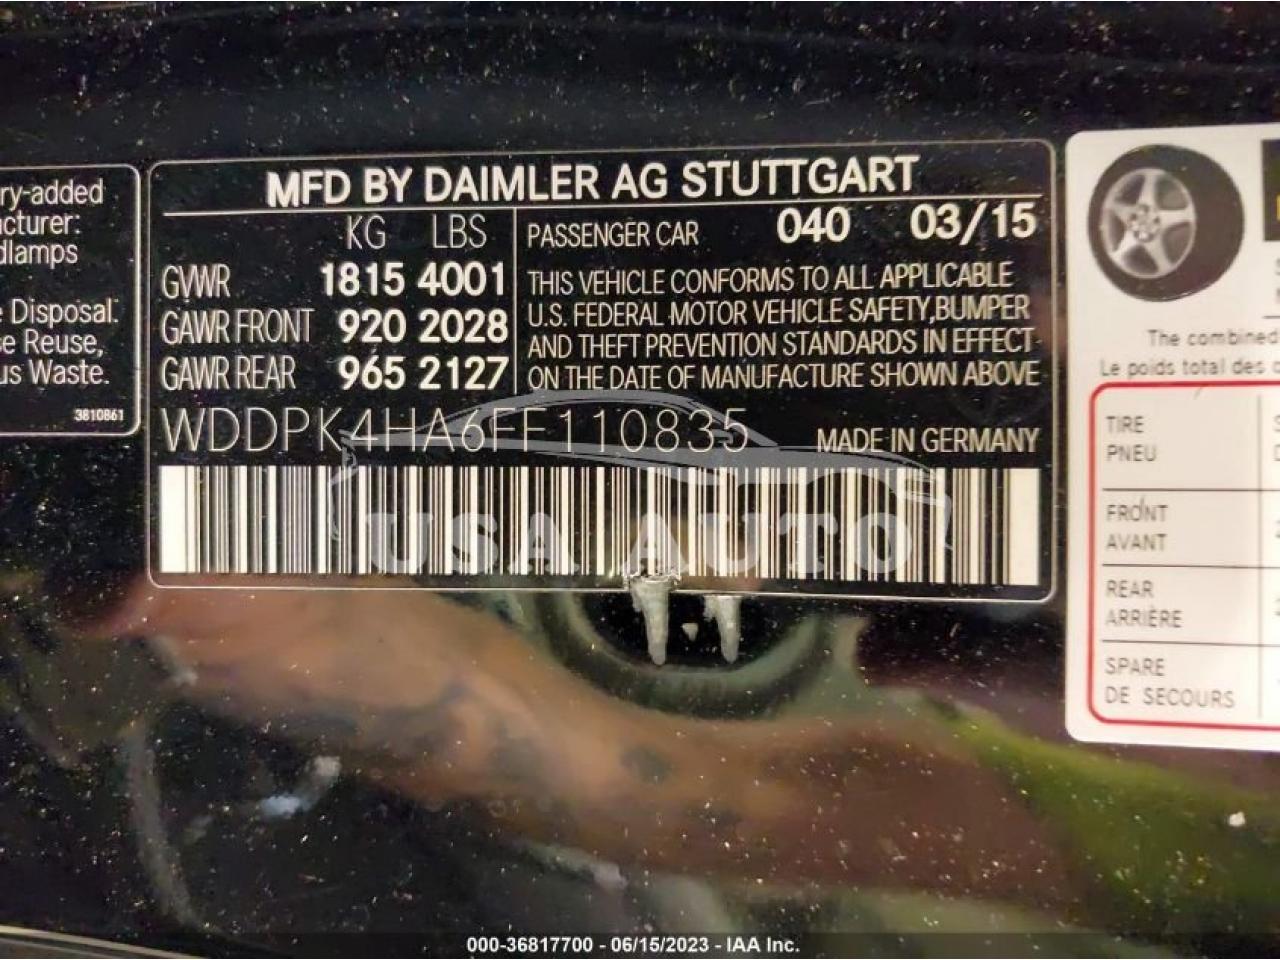 ry-added
cturer:
dlamps
e Disposal.
se Reuse,
us Waste.
3810861
MFD BY DAIMLER AG STUTTGART
KG LBS
GVWR 1815 4001
GAWR FRONT 920 2028
GAWR REAR 965 2127
PASSENGER CAR 040 03/15
THIS VEHICLE CONFORMS TO ALL APPLICABLE
U.S. FEDERAL MOTOR VEHICLE SAFETY,BUMPER
AND THEFT PREVENTION STANDARDS IN EFFECT
ON THE DATE OF MANUFACTURE SHOWN ABOVE
WDDPK4HA6FF110835 MADE IN GERMANY
USA AUTO
The combined
Le poids total des
TIRE
PNEU
FRONT
AVANT
REAR
ARRIÈRE
SPARE
DE SECOURS
000-36817700 - 06/15/2023 - IAA Inc.